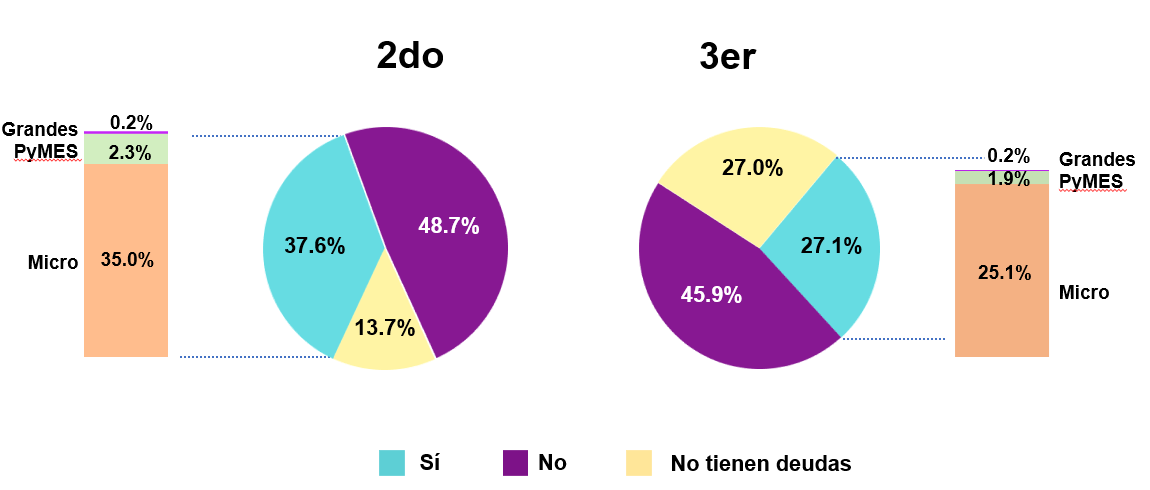 2do
3er
0.2%
Grandes
PyMES
2.3%
Micro
35.0%
37.6%
48.7%
13.7%
27.0%
27.1%
45.9%
0.2%
Grandes
1.9%
PyMES
25.1%
Micro
Sí
No
No tienen deudas